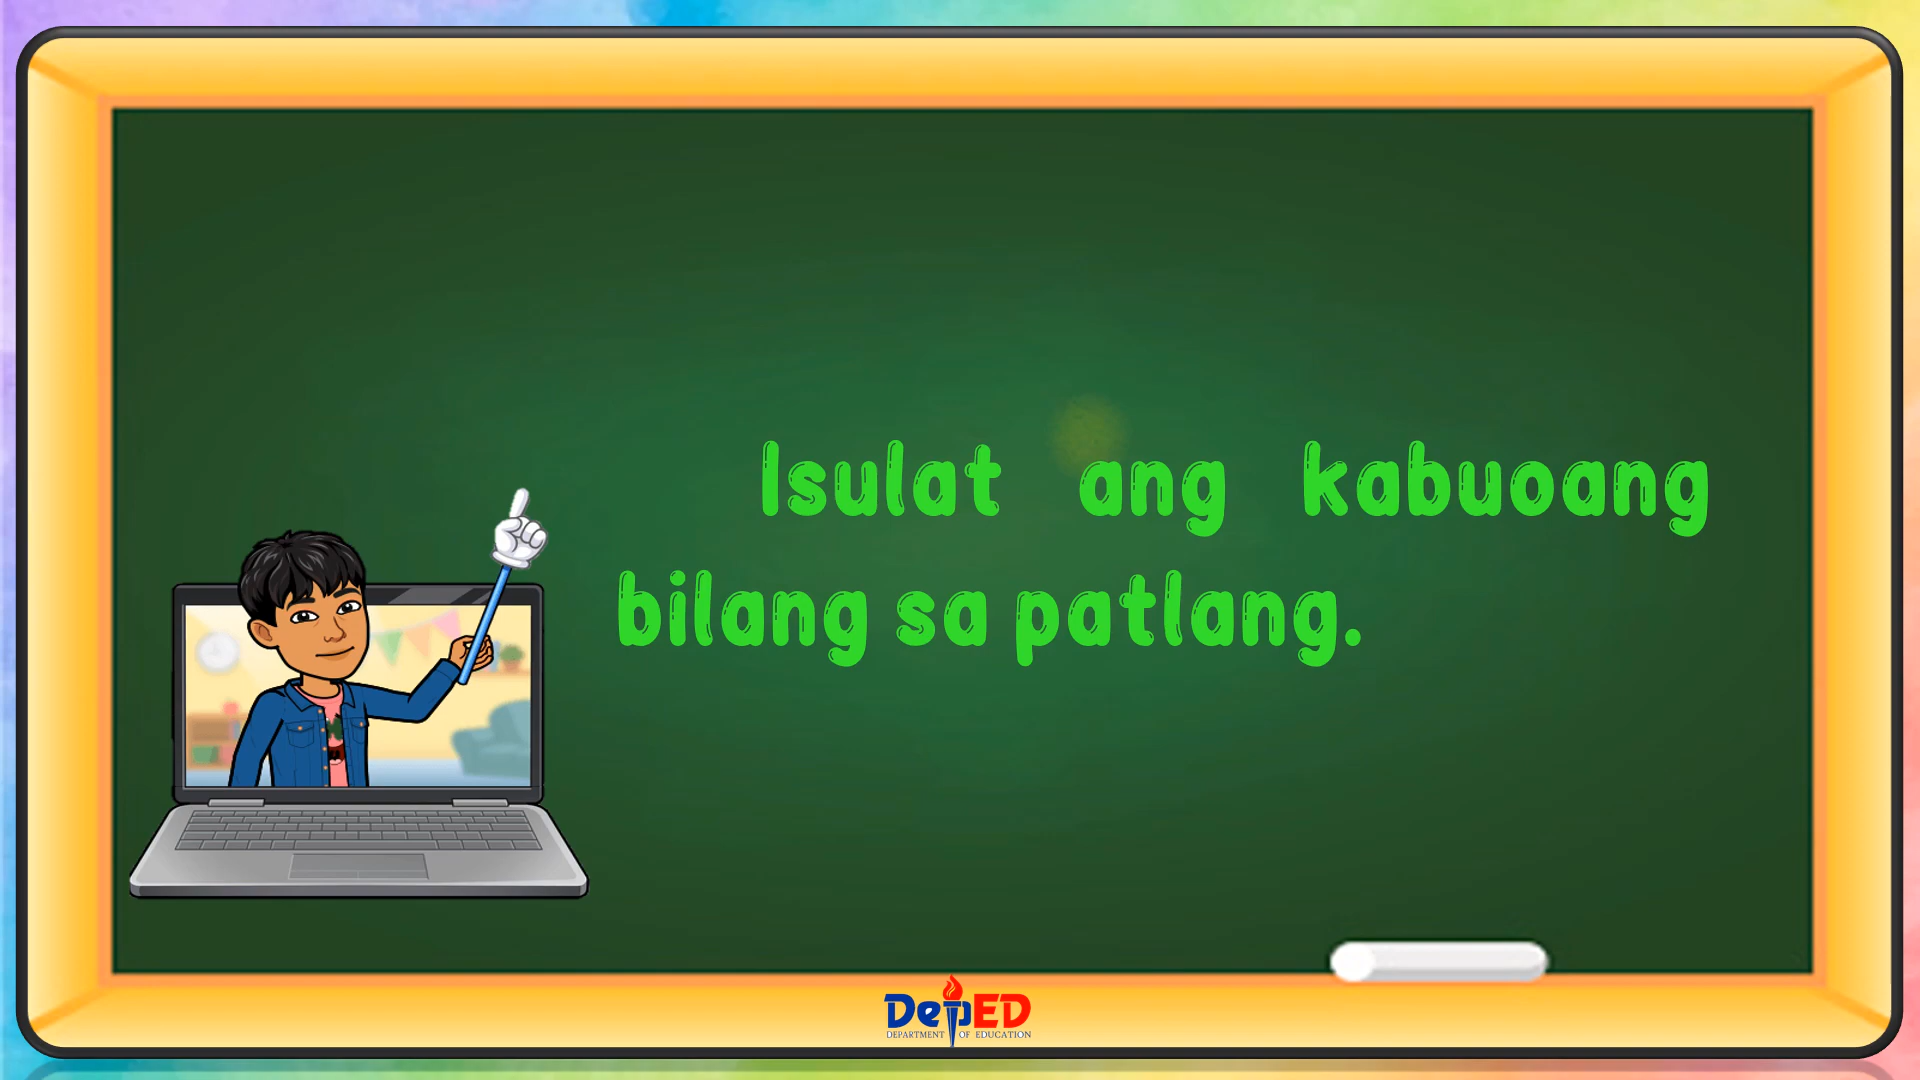 Isulat ang kabuoang
bilang sa patlang.
DepED
DEPARTMENT OF EDUCATION